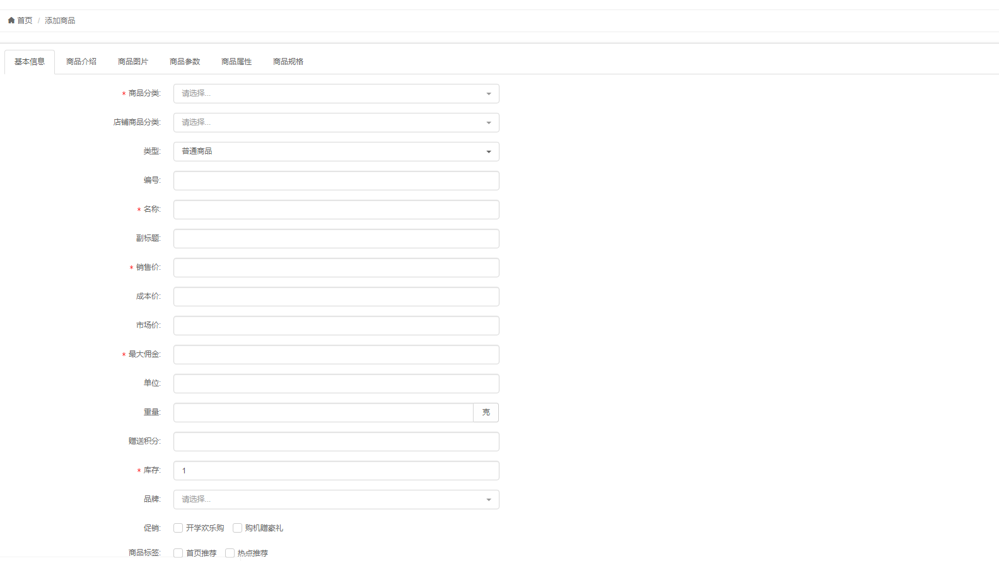 首页 / 添加商品
基本信息 商品介绍 商品图片 商品参数 商品属性 商品规格
* 商品分类: 请选择...
店铺商品分类: 请选择...
类型: 普通商品
编号:
* 名称:
副标题:
* 销售价:
成本价:
市场价:
* 最大佣金:
单位:
重量: 克
赠送积分:
* 库存: 1
品牌: 请选择...
促销: 开学欢乐购 购机赠豪礼
商品标签: 首页推荐 热点推荐